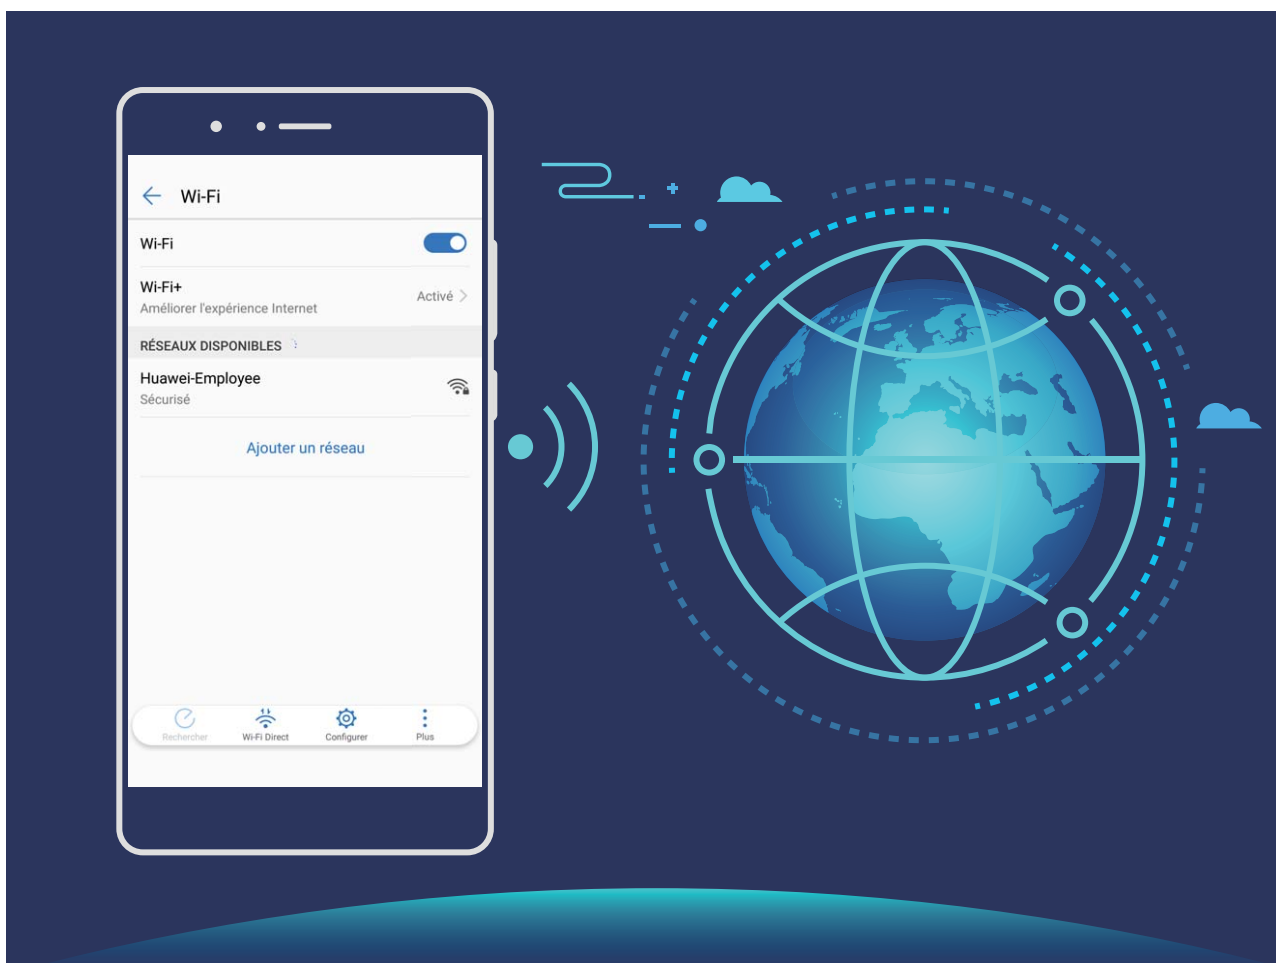 Wi-Fi
Wi-Fi
Wi-Fi+
Améliorer l'expérience Internet
Activé
RÉSEAUX DISPONIBLES
Huawei-Employee
Sécurisé
Ajouter un réseau
Rechercher
Wi-Fi Direct
Configurer
Plus